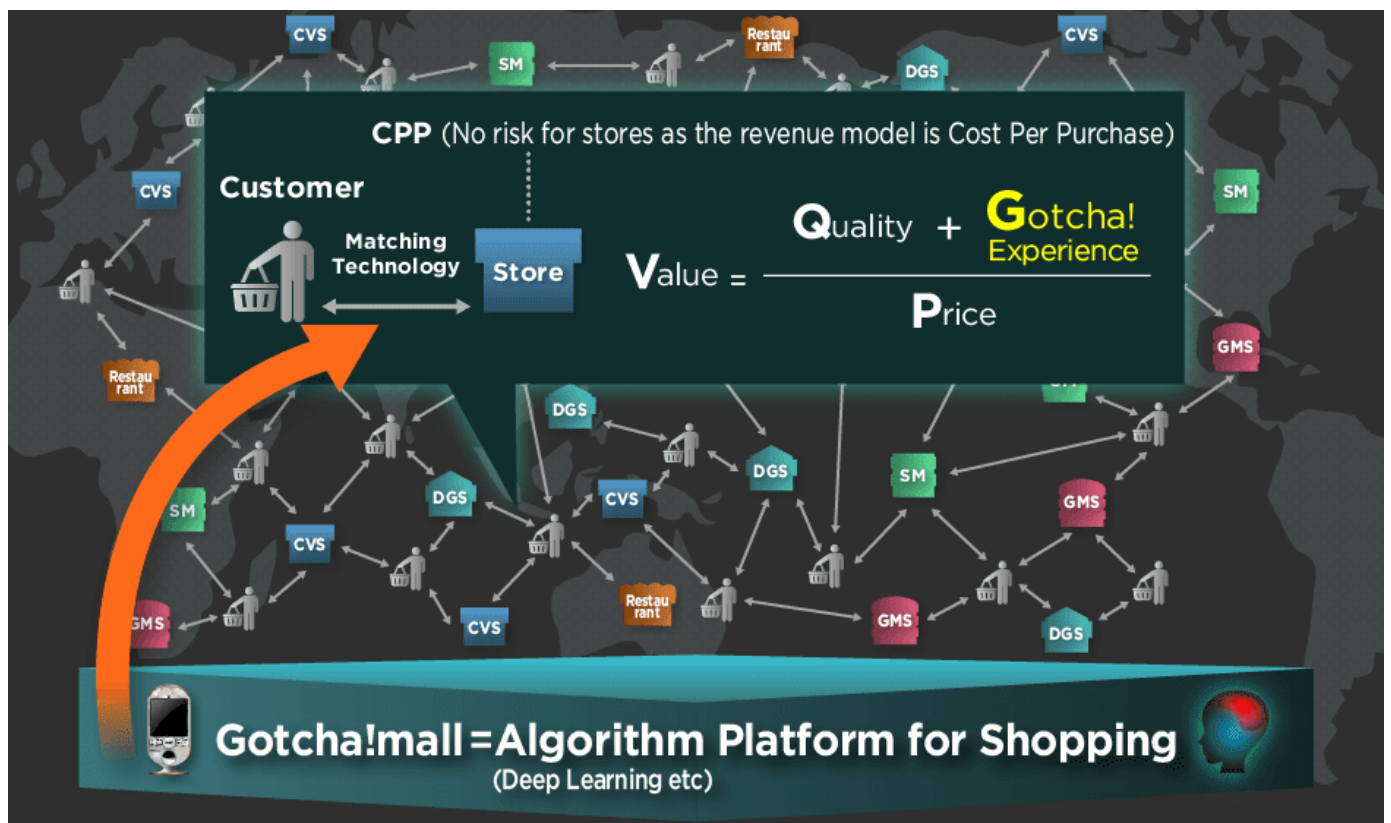 CVS
Restau
rant
CVS
SM
DGS
CPP (No risk for stores as the revenue model is Cost Per Purchase)
CVS
Customer
SM
Quality + Gotcha!
Experience
Matching
Technology
Store
Value =
Price
GMS
Restau
rant
SM
DGS
DGS
SM
DGS
CVS
GMS
SM
CVS
Restau
rant
GMS
CVS
GMS
DGS
Gotcha!mall=Algorithm Platform for Shopping
(Deep Learning etc)